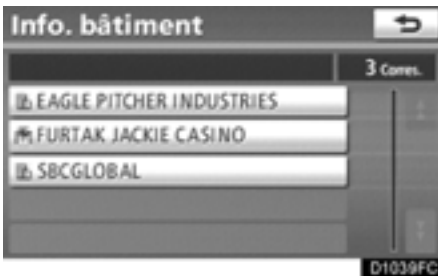 Info. bâtiment
3 Corres.
EAGLE PITCHER INDUSTRIES
FURTAK JACKIE CASINO
SBCGLOBAL
D1039FC